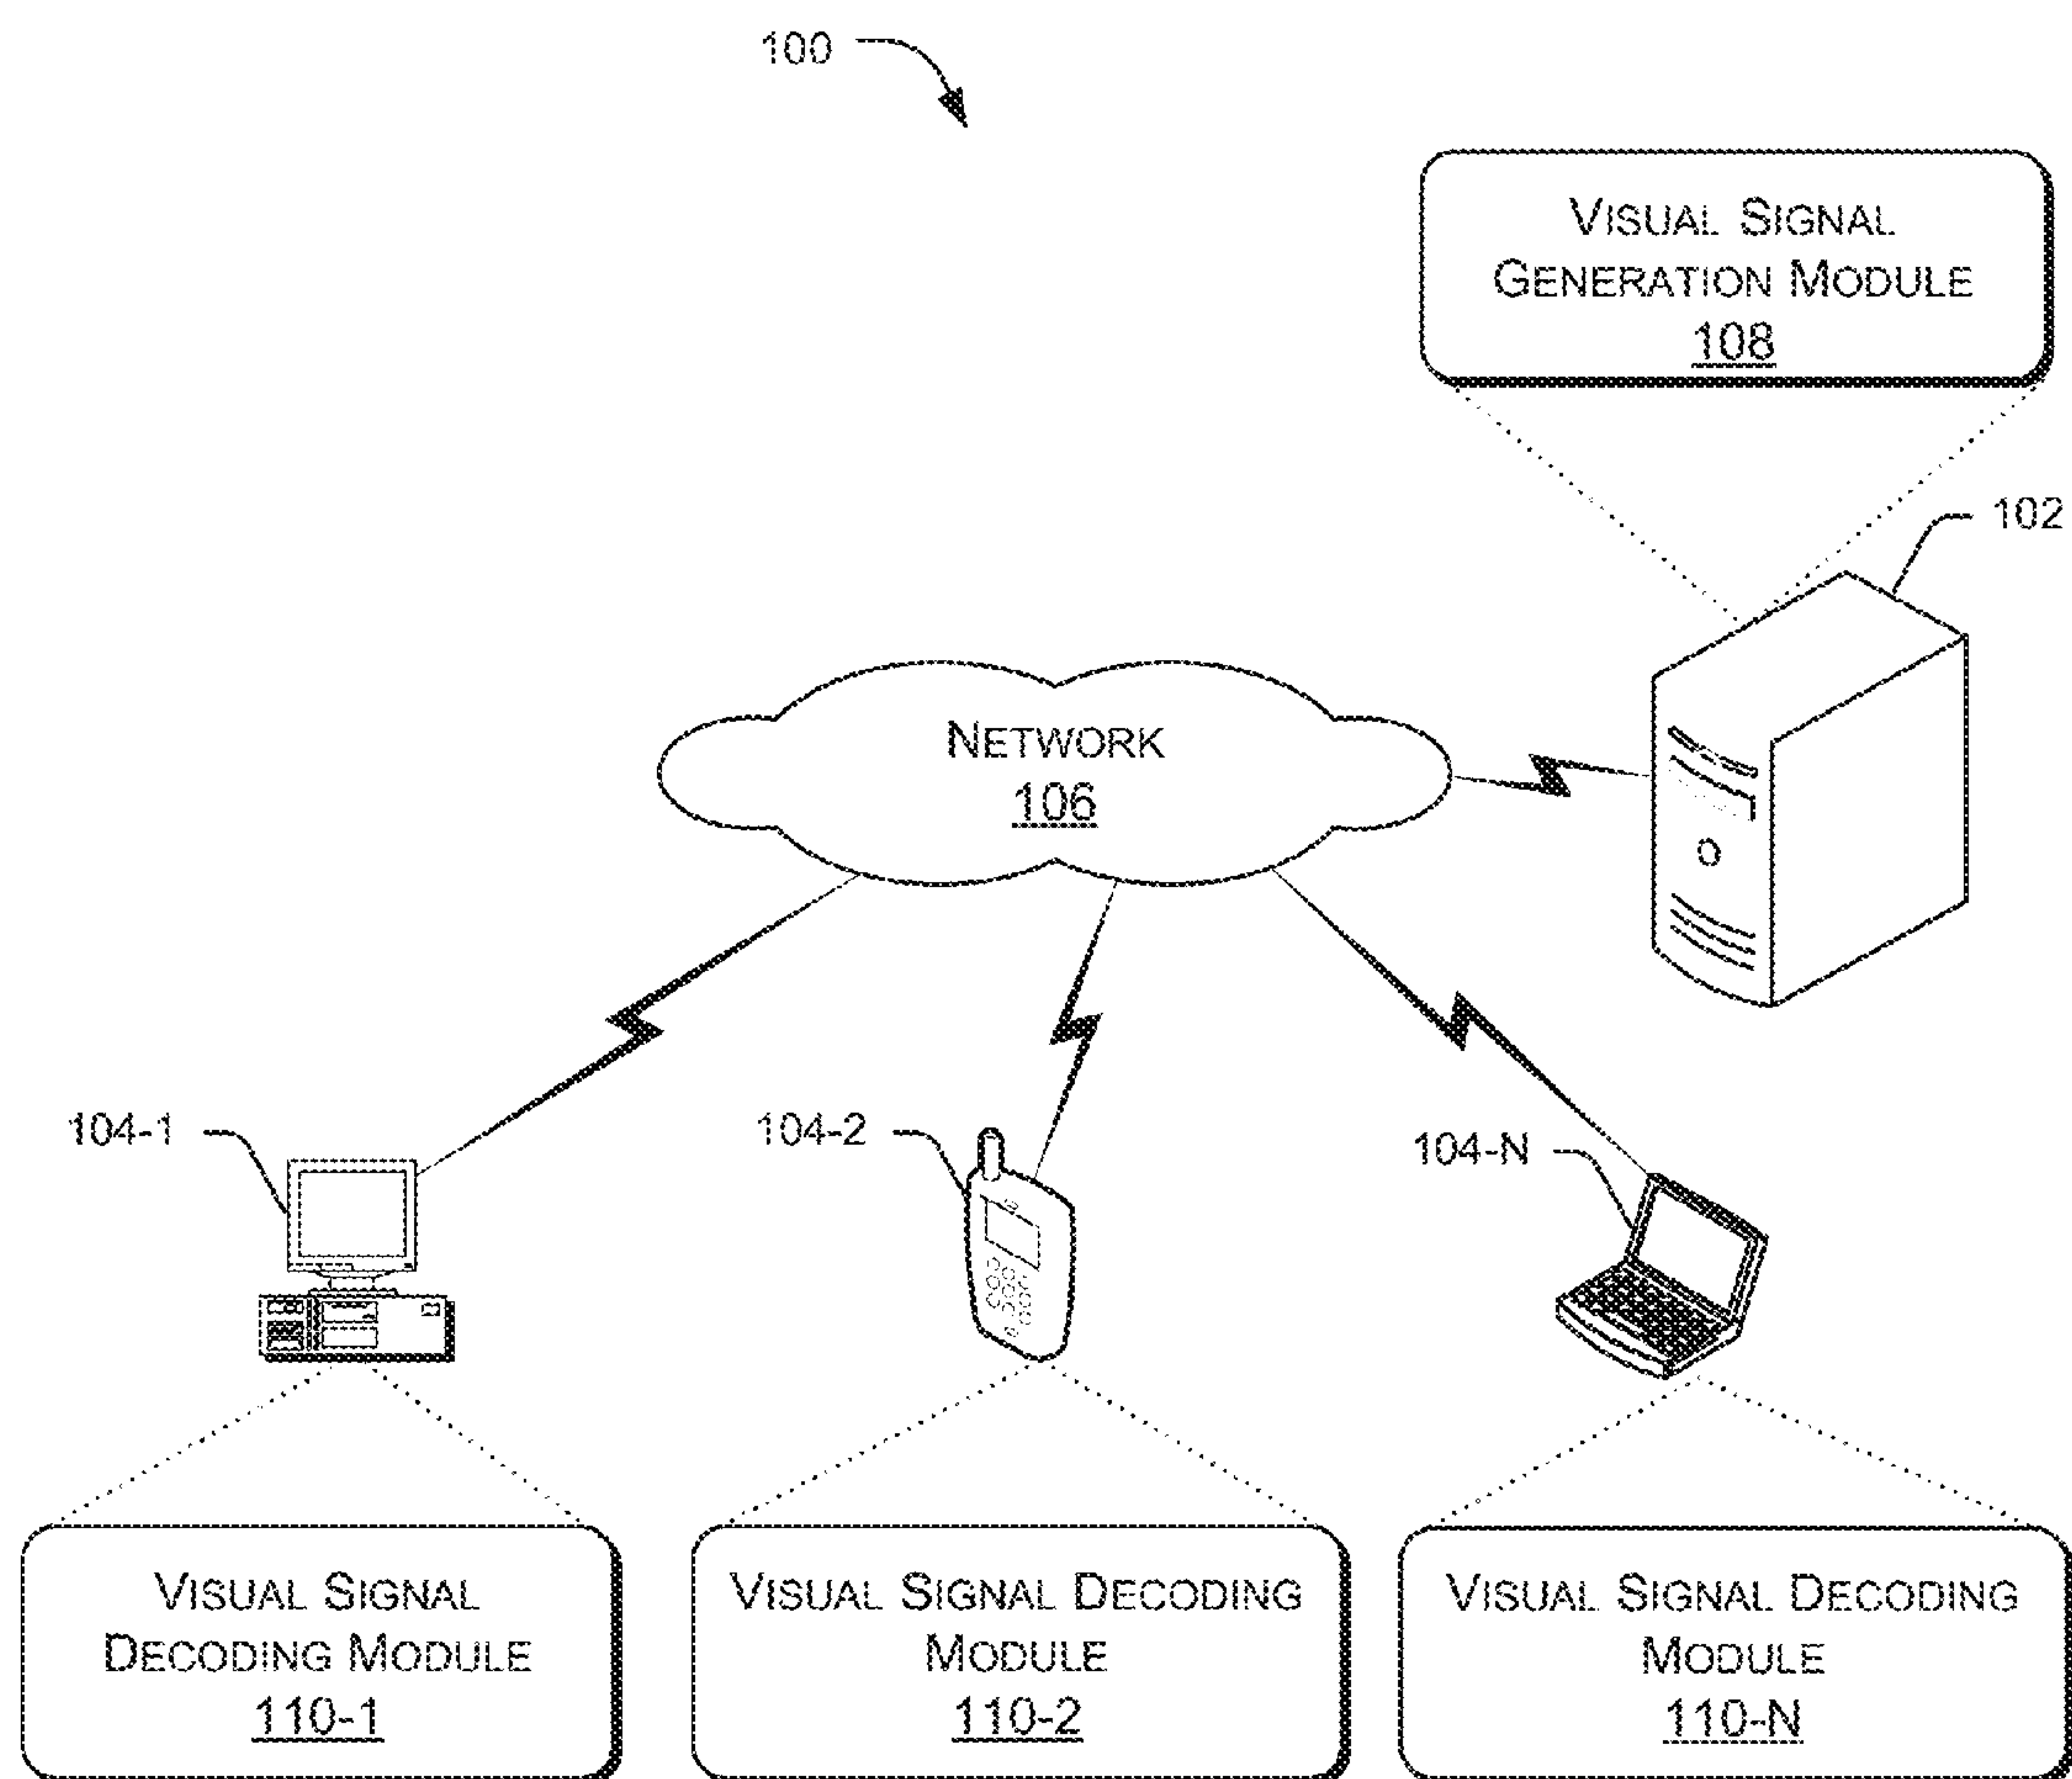 100
VISUAL SIGNAL
GENERATION MODULE
108
102
NETWORK
106
104-1
104-2
104-N
VISUAL SIGNAL
DECODING MODULE
110-1
VISUAL SIGNAL DECODING
MODULE
110-2
VISUAL SIGNAL DECODING
MODULE
110-N